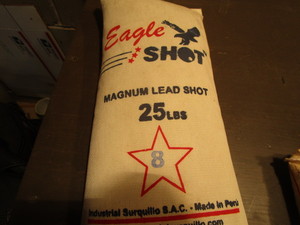 Eagle
SHOT
MAGNUM LEAD SHOT
25LBS
8
Industrial Surquillo S.A.C. - Made in Peru